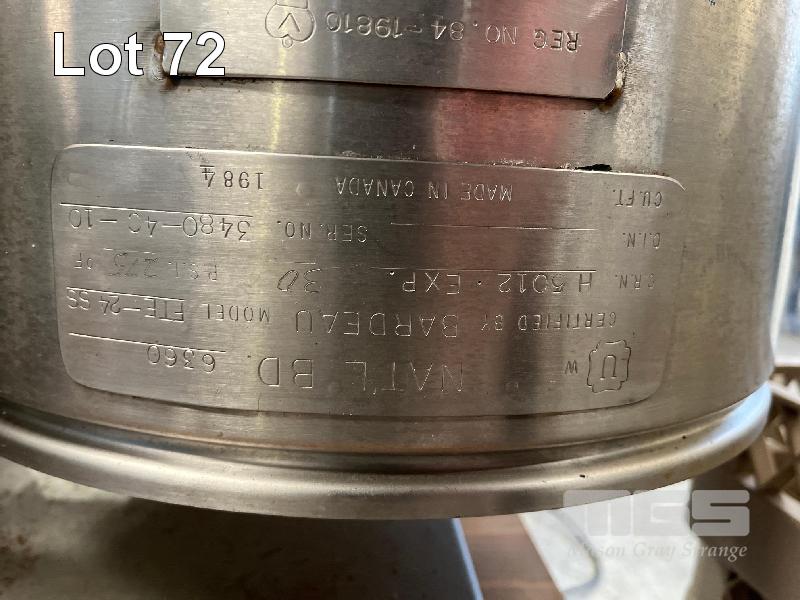 Lot 72
U W NAT'L BD. 6360
CERTIFIED BY BARDEAU MODEL FTE-24 SS
C.R.N. H 5012 · EXP. 30 P.S.I. 275 °F
O.I.N. SER. NO. 3480-4C-10
CU.FT. MADE IN CANADA · 1984
V
REG NO. 84-19810
MGS
Mason Gray Strange